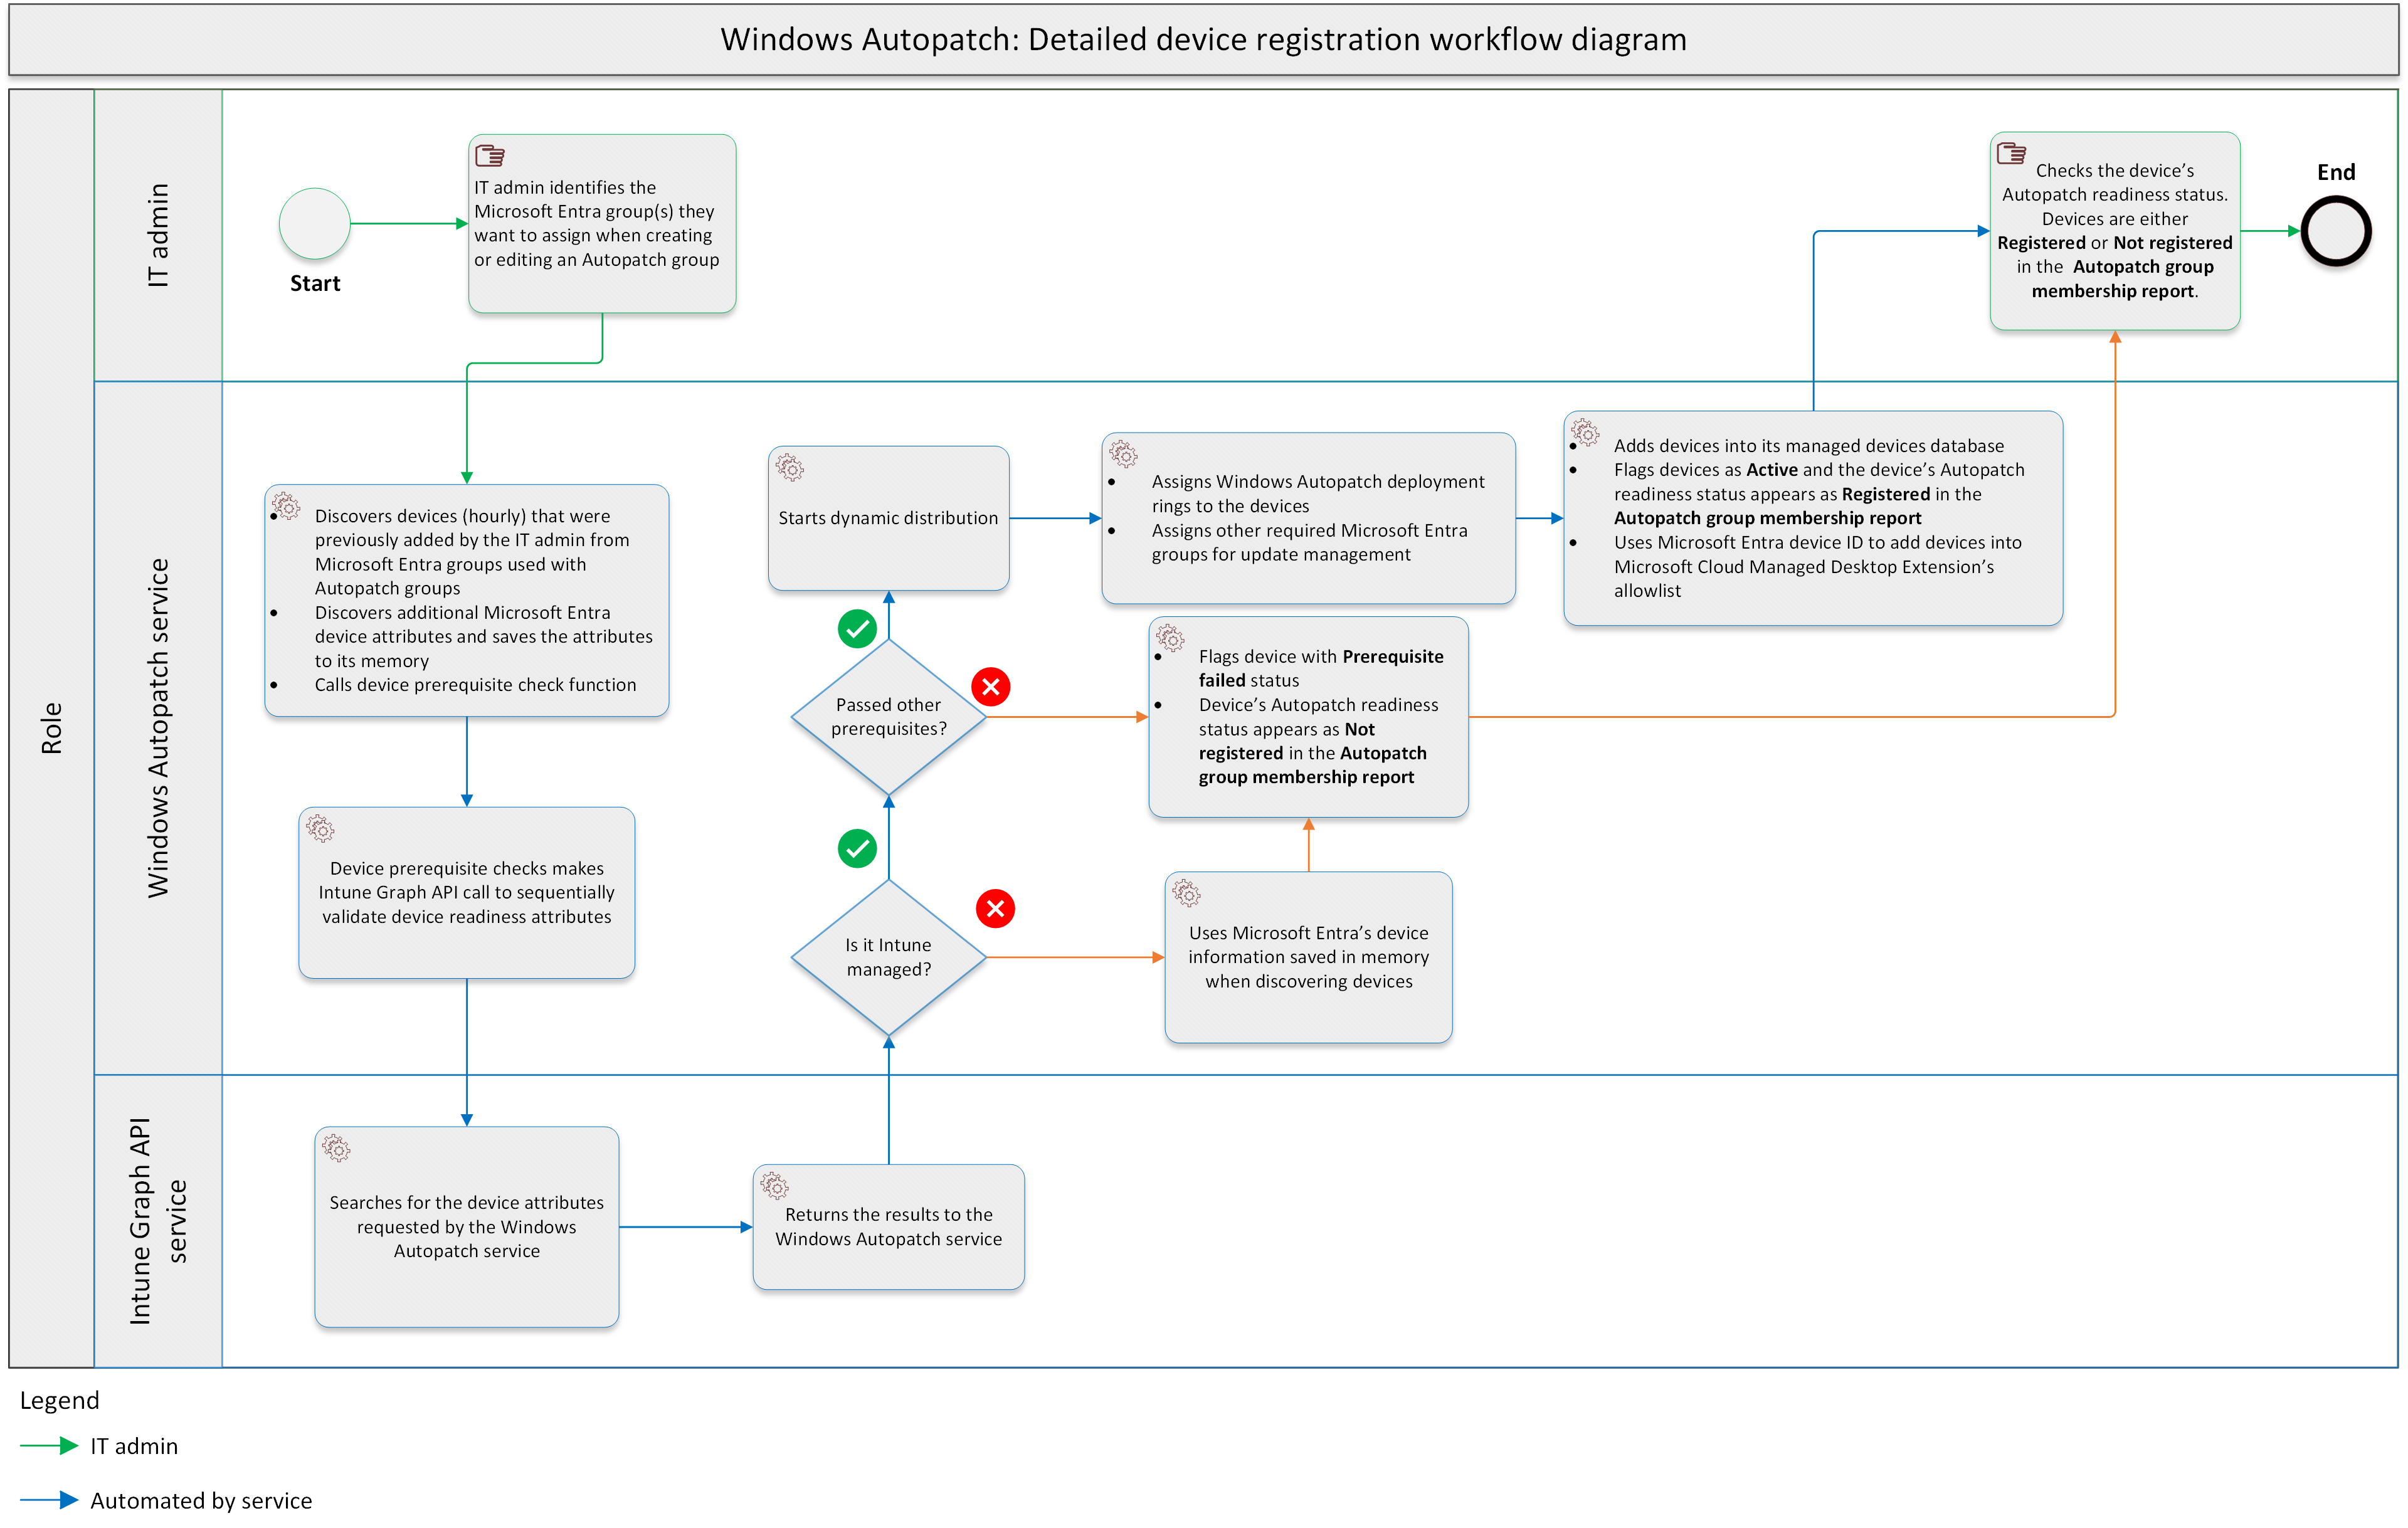 Windows Autopatch: Detailed device registration workflow diagram
Role
IT admin
Start
IT admin identifies the
Microsoft Entra group(s) they
want to assign when creating
or editing an Autopatch group
Checks the device’s
Autopatch readiness status.
Devices are either
Registered or Not registered
in the Autopatch group
membership report.
End
Windows Autopatch service
• Discovers devices (hourly) that were
previously added by the IT admin from
Microsoft Entra groups used with
Autopatch groups
• Discovers additional Microsoft Entra
device attributes and saves the attributes
to its memory
• Calls device prerequisite check function
Device prerequisite checks makes
Intune Graph API call to sequentially
validate device readiness attributes
Starts dynamic distribution
• Assigns Windows Autopatch deployment
rings to the devices
• Assigns other required Microsoft Entra
groups for update management
• Adds devices into its managed devices database
• Flags devices as Active and the device’s Autopatch
readiness status appears as Registered in the
Autopatch group membership report
• Uses Microsoft Entra device ID to add devices into
Microsoft Cloud Managed Desktop Extension’s
allowlist
Passed other
prerequisites?
• Flags device with Prerequisite
failed status
• Device’s Autopatch readiness
status appears as Not
registered in the Autopatch
group membership report
Is it Intune
managed?
Uses Microsoft Entra’s device
information saved in memory
when discovering devices
Intune Graph API
service
Searches for the device attributes
requested by the Windows
Autopatch service
Returns the results to the
Windows Autopatch service
Legend
IT admin
Automated by service